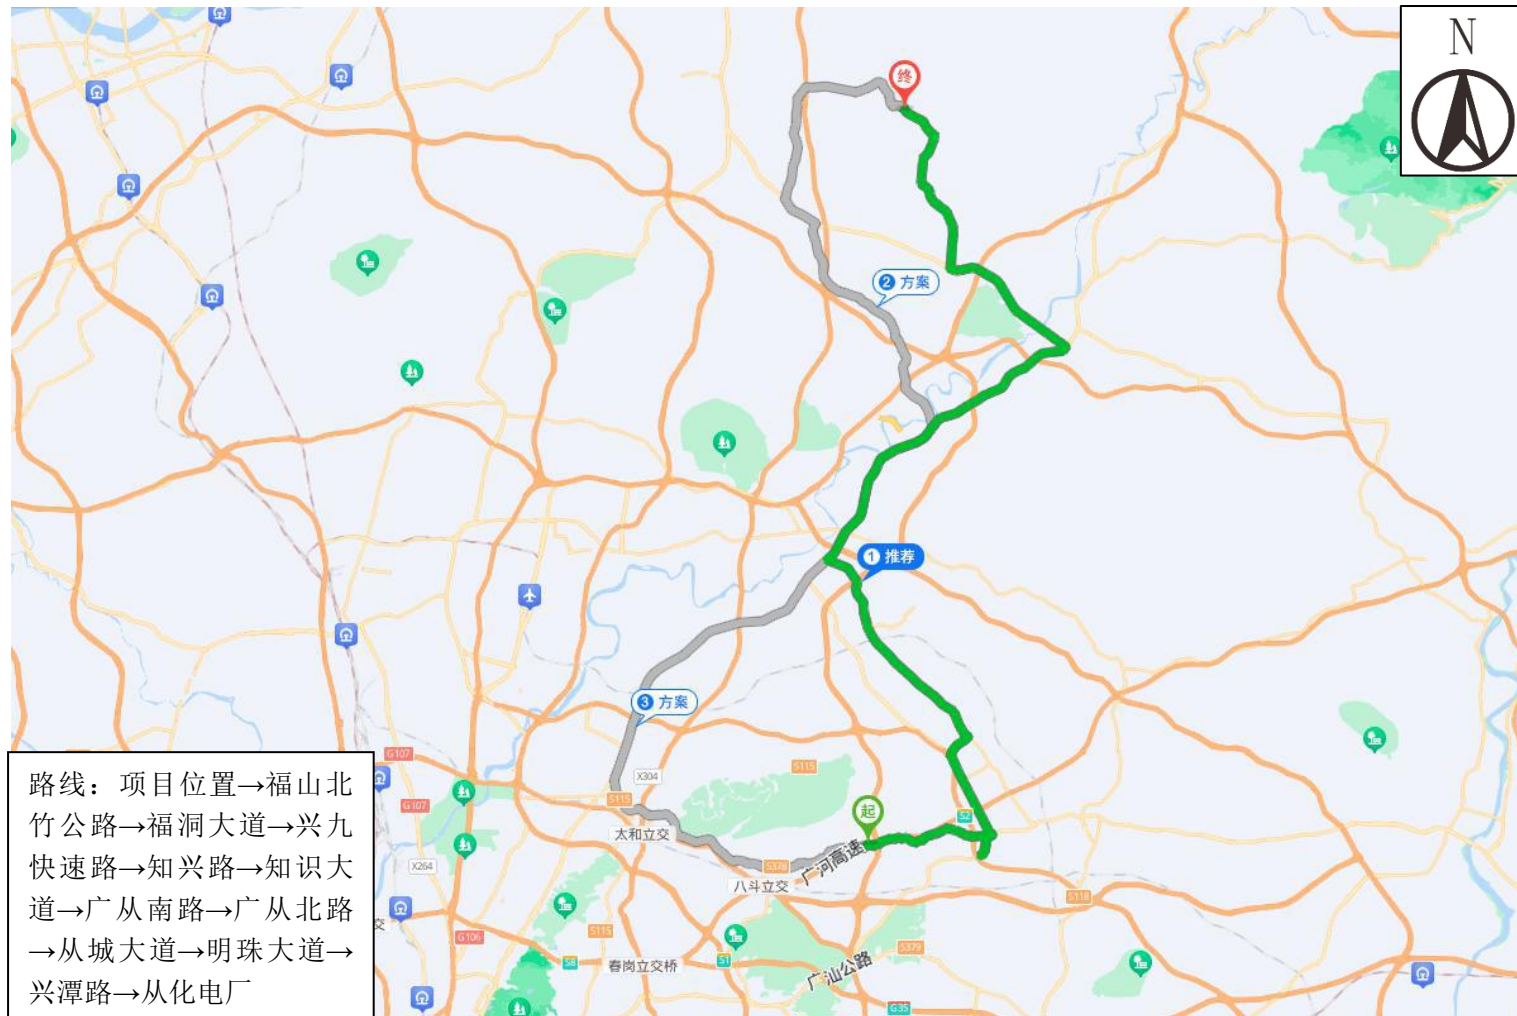 N
终
2 方案
1 推荐
3 方案
G107
S115
X304
S115
起
S2
太和立交
G107
广河高速
S378
八斗立交
X264
S118
交
S115
G106
S379
春岗立交桥
S8
S1
广汕公路
G35
路线：项目位置→福山北
竹公路→福洞大道→兴九
快速路→知兴路→知识大
道→广从南路→广从北路
→从城大道→明珠大道→
兴潭路→从化电厂